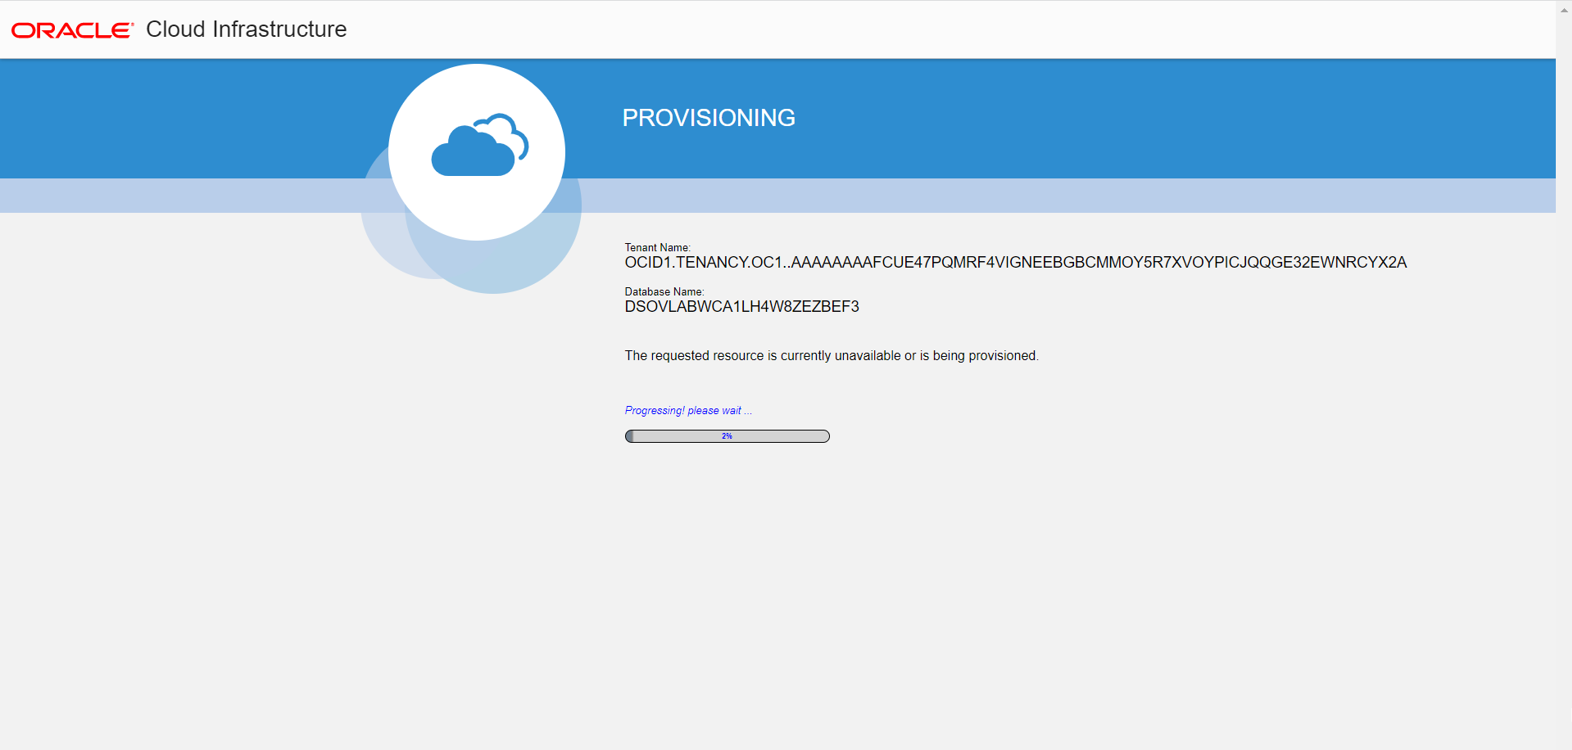 ORACLE® Cloud Infrastructure
PROVISIONING
Tenant Name:
OCID1.TENANCY.OC1..AAAAAAAAFCUE47PQMRF4VIGNEEBGBCMMOY5R7XVOYPICJQQGE32EWNRCYX2A
Database Name:
DSOVLABWCA1LH4W8ZEZBEF3
The requested resource is currently unavailable or is being provisioned.
Progressing! please wait ...
2%